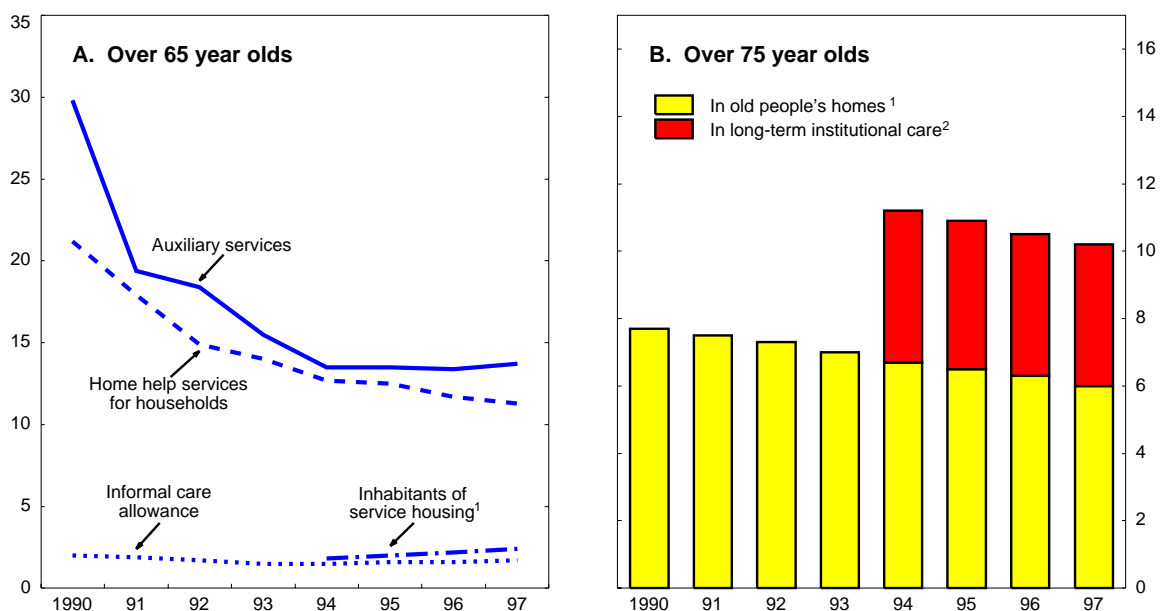 A. Over 65 year olds
35
30
25
20
15
10
5
0
Auxiliary services
Home help services
for households
Informal care
allowance
Inhabitants of
service housing1
1990 91 92 93 94 95 96 97
B. Over 75 year olds
In old people's homes 1
In long-term institutional care2
16
14
12
10
8
6
4
2
0
1990 91 92 93 94 95 96 97